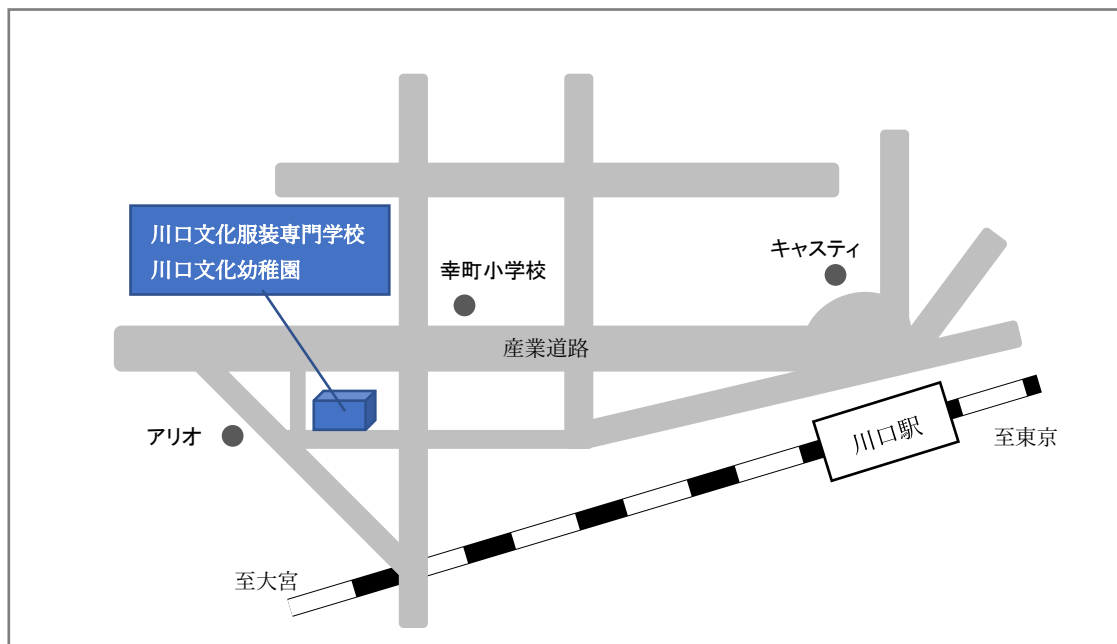 川口文化服装専門学校
川口文化幼稚園
キャスティ
幸町小学校
産業道路
アリオ
川口駅
至東京
至大宮